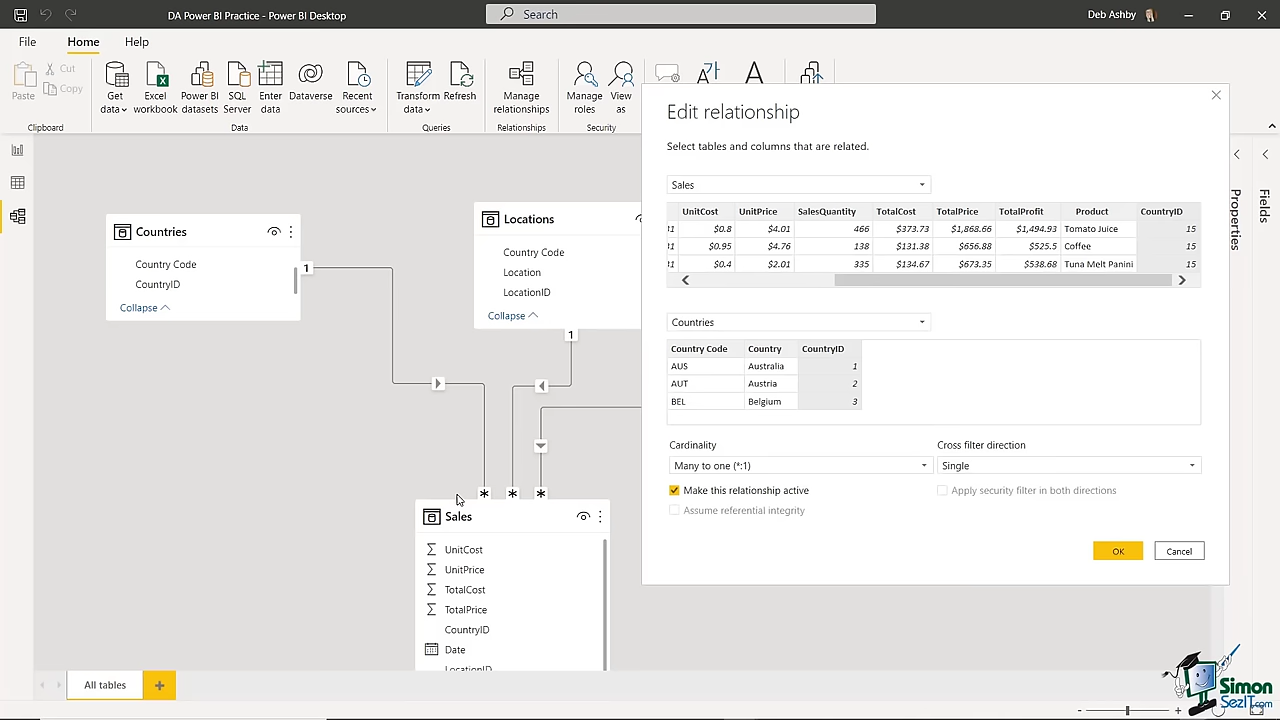 DA Power BI Practice - Power BI Desktop
Search
Deb Ashby
File Home Help
Paste
Cut
Copy
Get data
Excel workbook
Power BI datasets
SQL Server
Enter data
Dataverse
Recent sources
Transform data
Refresh
Manage relationships
Manage roles
View as
Clipboard
Data
Queries
Relationships
Security
Countries
Country Code
CountryID
Collapse
1
Locations
Country Code
Location
LocationID
Collapse
1
* * *
Sales
Σ UnitCost
Σ UnitPrice
Σ TotalCost
Σ TotalPrice
CountryID
Date
LocationID
All tables
+
Edit relationship
Select tables and columns that are related.
Sales
UnitCost UnitPrice SalesQuantity TotalCost TotalPrice TotalProfit Product CountryID
31 $0.8 $4.01 466 $373.73 $1,868.66 $1,494.93 Tomato Juice 15
31 $0.95 $4.76 138 $131.38 $656.88 $525.5 Coffee 15
31 $0.4 $2.01 335 $134.67 $673.35 $538.68 Tuna Melt Panini 15
Countries
Country Code Country CountryID
AUS Australia 1
AUT Austria 2
BEL Belgium 3
Cardinality
Many to one (*:1)
Cross filter direction
Single
Make this relationship active
Apply security filter in both directions
Assume referential integrity
OK
Cancel
Properties
Fields
- +
Simon
SezIT.com